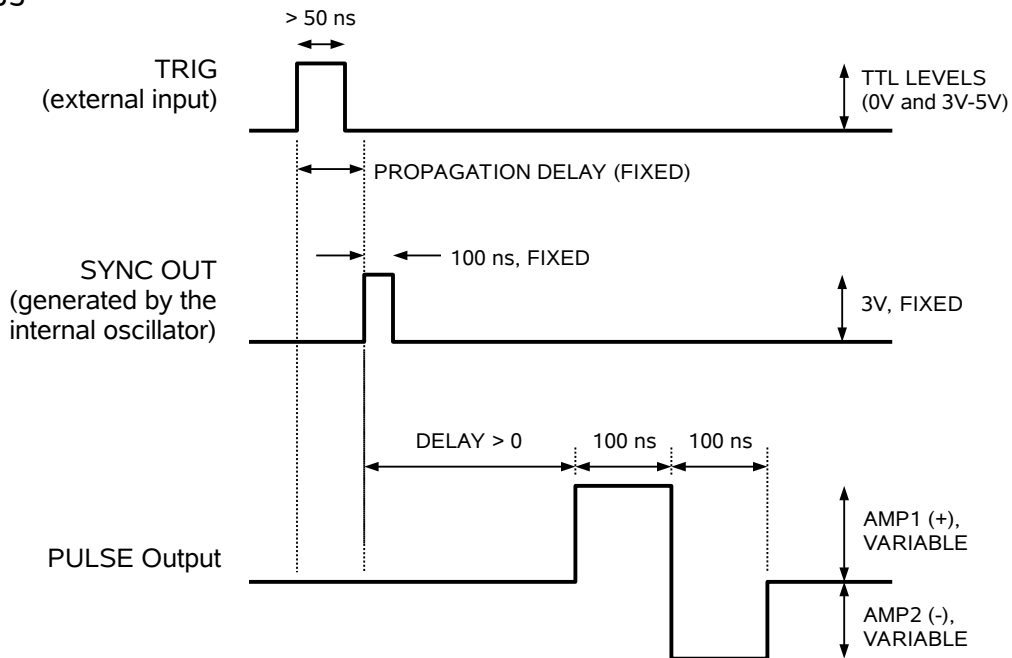 > 50 ns
TRIG
(external input)
TTL LEVELS
(0V and 3V-5V)
PROPAGATION DELAY (FIXED)
100 ns, FIXED
SYNC OUT
(generated by the
internal oscillator)
3V, FIXED
DELAY > 0
100 ns
100 ns
PULSE Output
AMP1 (+),
VARIABLE
AMP2 (-),
VARIABLE